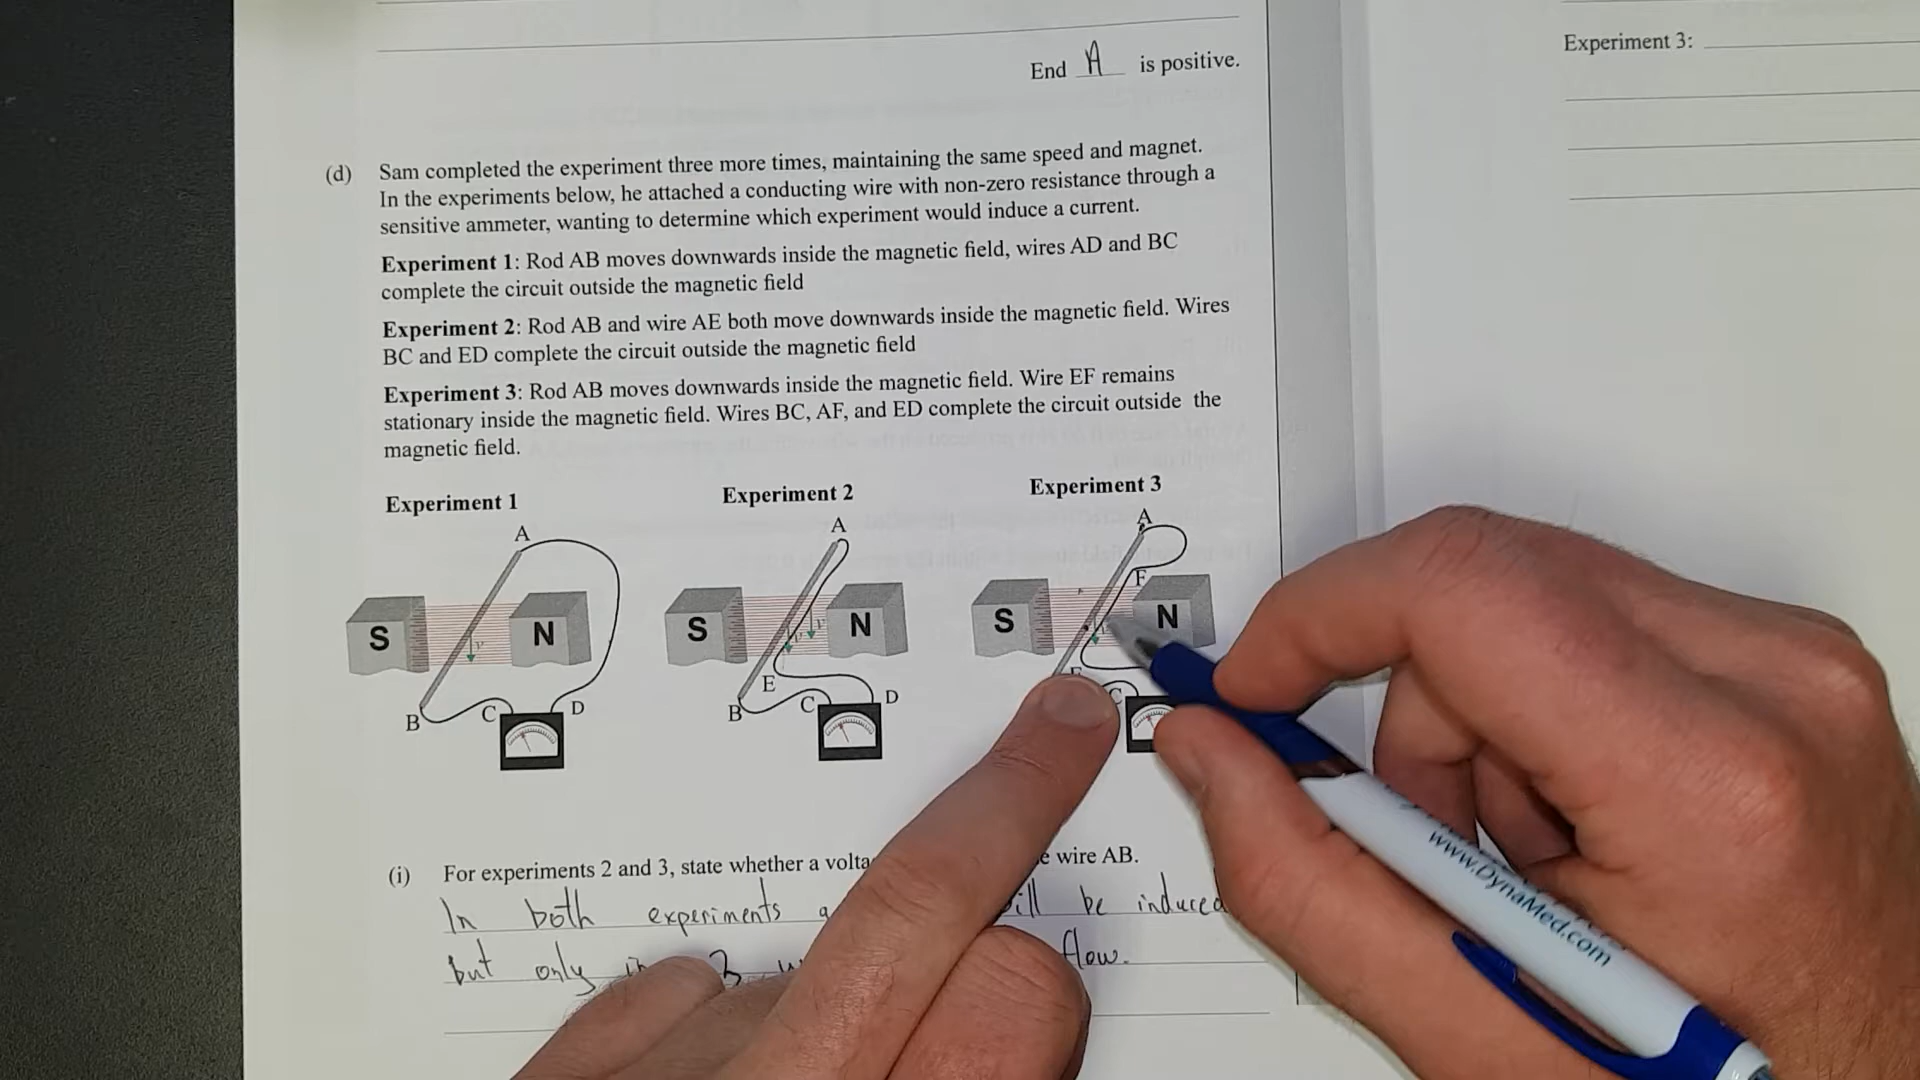 Experiment 3:
End A is positive.
(d) Sam completed the experiment three more times, maintaining the same speed and magnet.
In the experiments below, he attached a conducting wire with non-zero resistance through a
sensitive ammeter, wanting to determine which experiment would induce a current.
Experiment 1: Rod AB moves downwards inside the magnetic field, wires AD and BC
complete the circuit outside the magnetic field
Experiment 2: Rod AB and wire AE both move downwards inside the magnetic field. Wires
BC and ED complete the circuit outside the magnetic field
Experiment 3: Rod AB moves downwards inside the magnetic field. Wire EF remains
stationary inside the magnetic field. Wires BC, AF, and ED complete the circuit outside the
magnetic field.
Experiment 1
Experiment 2
Experiment 3
A
S
N
v
B
C
D
A
S
N
v
v
E
B
C
D
A
F
S
N
C
(i) For experiments 2 and 3, state whether a wire AB.
In both experiments be induced
but only 3 flow.
www.DynaMed.com